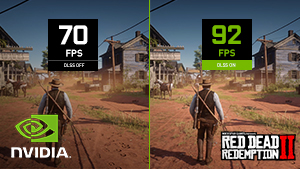 70
FPS
DLSS OFF
92
FPS
DLSS ON
NVIDIA.
RED DEAD
REDEMPTION II